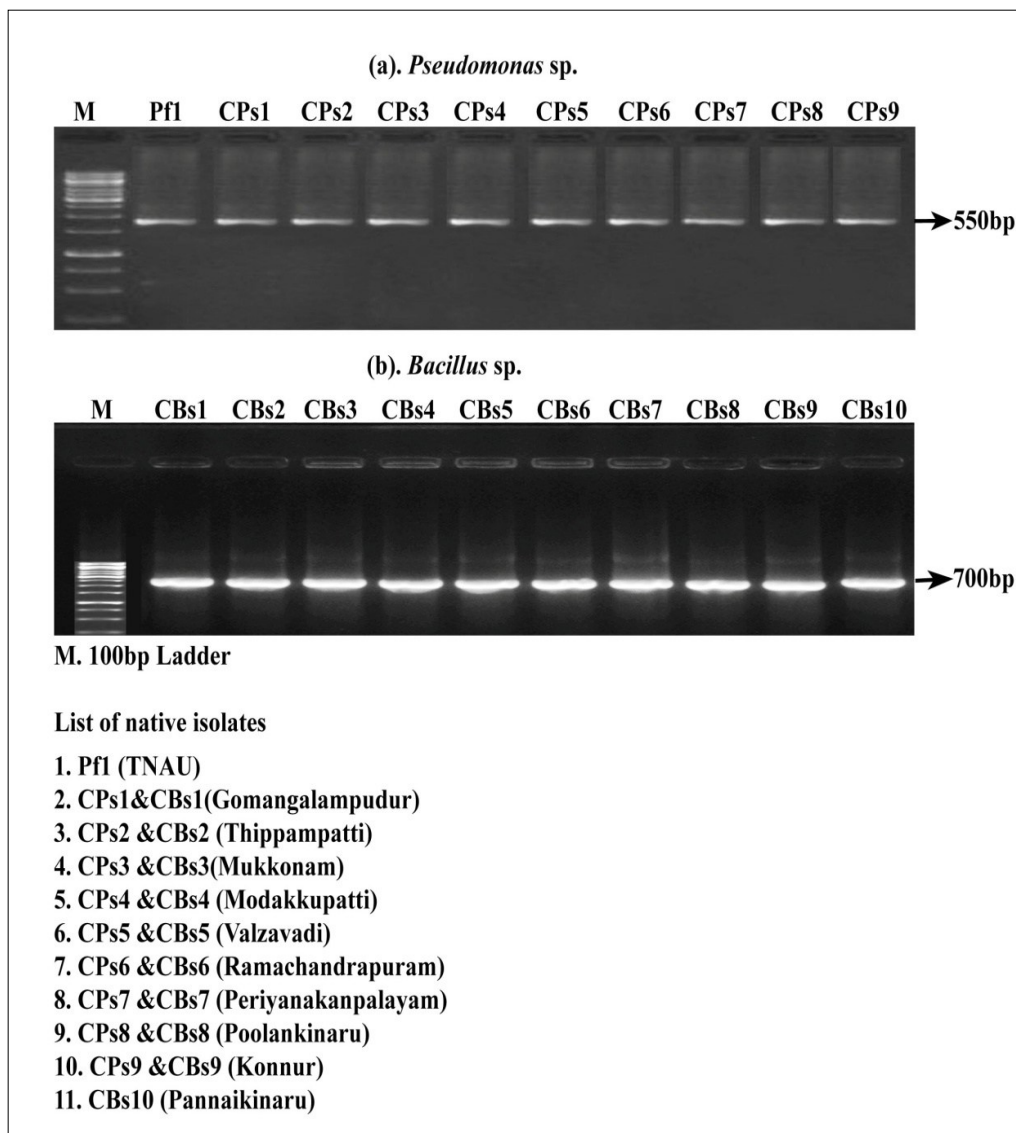 (a). Pseudomonas sp.
M Pf1 CPs1 CPs2 CPs3 CPs4 CPs5 CPs6 CPs7 CPs8 CPs9
550bp
(b). Bacillus sp.
M CBs1 CBs2 CBs3 CBs4 CBs5 CBs6 CBs7 CBs8 CBs9 CBs10
700bp
M. 100bp Ladder
List of native isolates
1. Pf1 (TNAU)
2. CPs1&CBs1(Gomangalampudur)
3. CPs2 &CBs2 (Thippampatti)
4. CPs3 &CBs3(Mukkonam)
5. CPs4 &CBs4 (Modakkupatti)
6. CPs5 &CBs5 (Valzavadi)
7. CPs6 &CBs6 (Ramachandrapuram)
8. CPs7 &CBs7 (Periyanakanpalayam)
9. CPs8 &CBs8 (Poolankinaru)
10. CPs9 &CBs9 (Konnur)
11. CBs10 (Pannaikinaru)